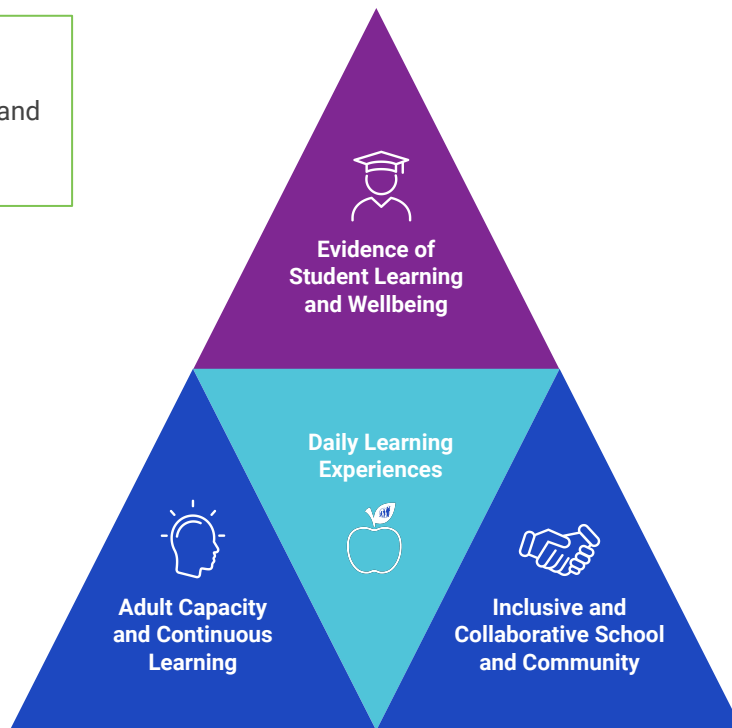 and
Evidence of
Student Learning
and Wellbeing
Daily Learning
Experiences
Adult Capacity
and Continuous
Learning
Inclusive and
Collaborative School
and Community